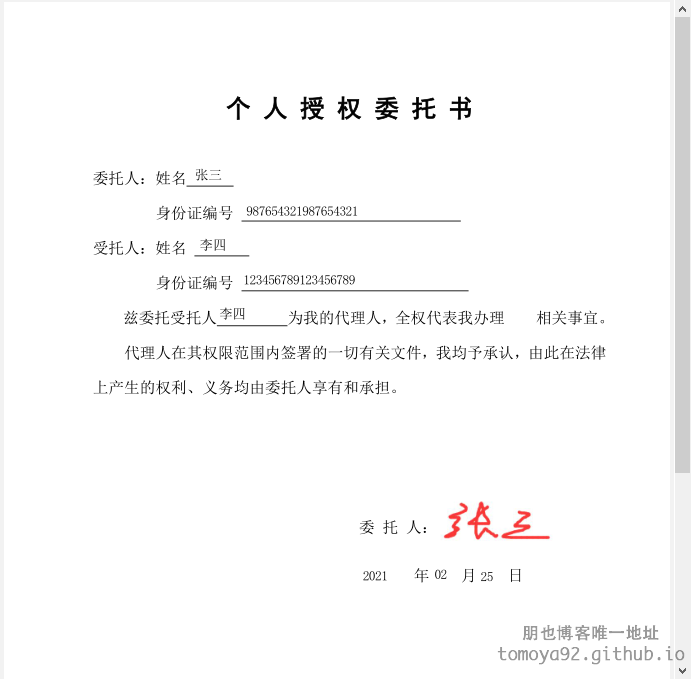 个人授权委托书
委托人：姓名 张三
身份证编号 987654321987654321
受托人：姓名 李四
身份证编号 123456789123456789
兹委托受托人李四为我的代理人，全权代表我办理 相关事宜。
代理人在其权限范围内签署的一切有关文件，我均予承认，由此在法律
上产生的权利、义务均由委托人享有和承担。
委 托 人：张三
2021 年 02 月 25 日
朋也博客唯一地址
tomoya92.github.io